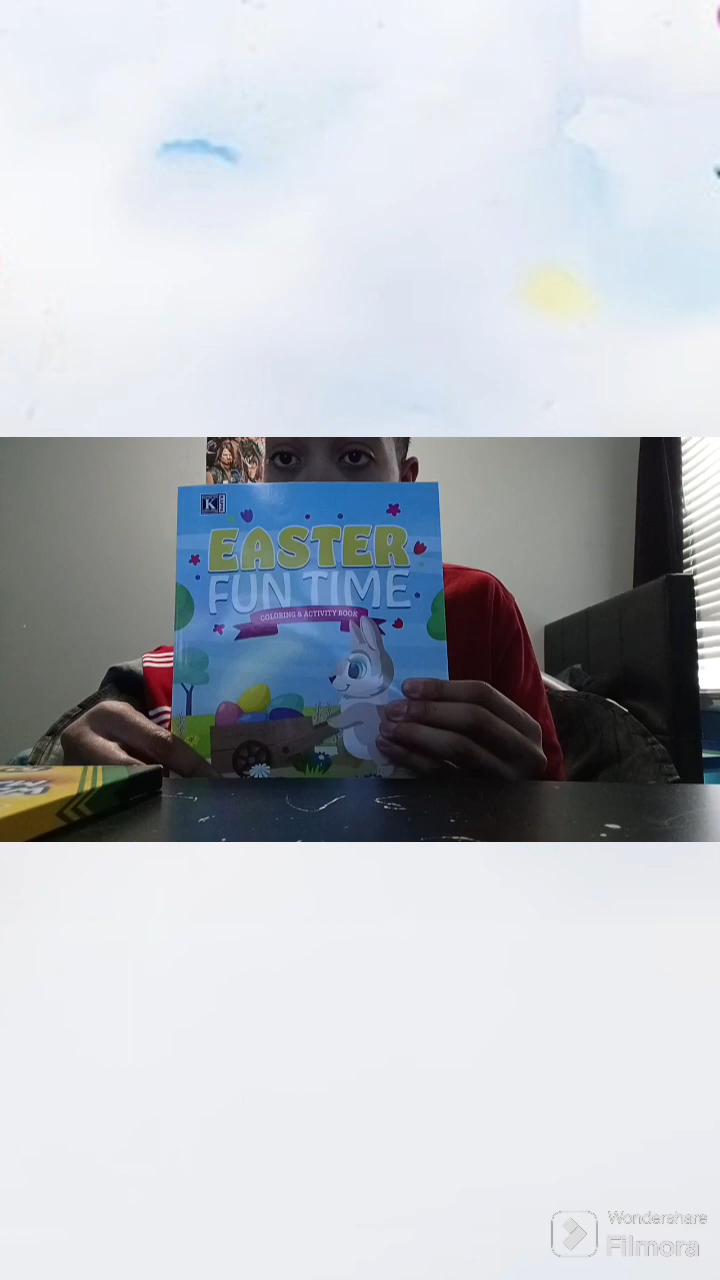 K
EASTER
FUN TIME
COLORING & ACTIVITY BOOK
Wondershare
Filmora